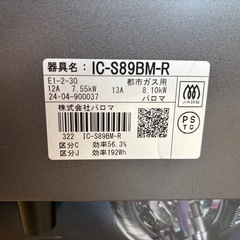 器具名： IC-S89BM-R
E1-2-30 都市ガス用
12A 7.55kW 13A 8.10kW
24-04-900037 パロマ
株式会社パロマ
322 IC-S89BM-R
区分C 効率56.3%
区分J 効率192Wh
PS
TG